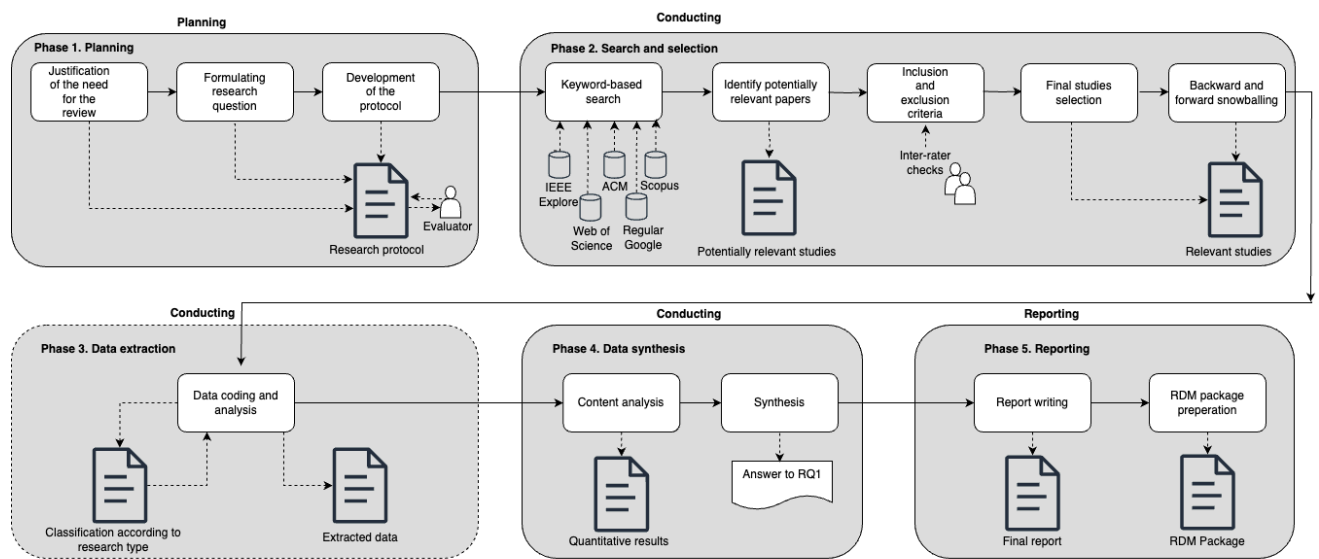 Planning
Phase 1. Planning
Justification
of the need
for the
review
Formulating
research
question
Development
of the
protocol
Research protocol
Evaluator
Conducting
Phase 2. Search and selection
Keyword-based
search
Identify potentially
relevant papers
Inclusion
and
exclusion
criteria
Final studies
selection
Backward and
forward snowballing
IEEE
Explore
ACM
Scopus
Web of
Science
Regular
Google
Inter-rater
checks
Potentially relevant studies
Relevant studies
Conducting
Phase 3. Data extraction
Data coding and
analysis
Classification according to
research type
Extracted data
Conducting
Phase 4. Data synthesis
Content analysis
Synthesis
Answer to RQ1
Quantitative results
Reporting
Phase 5. Reporting
Report writing
RDM package
preperation
Final report
RDM Package